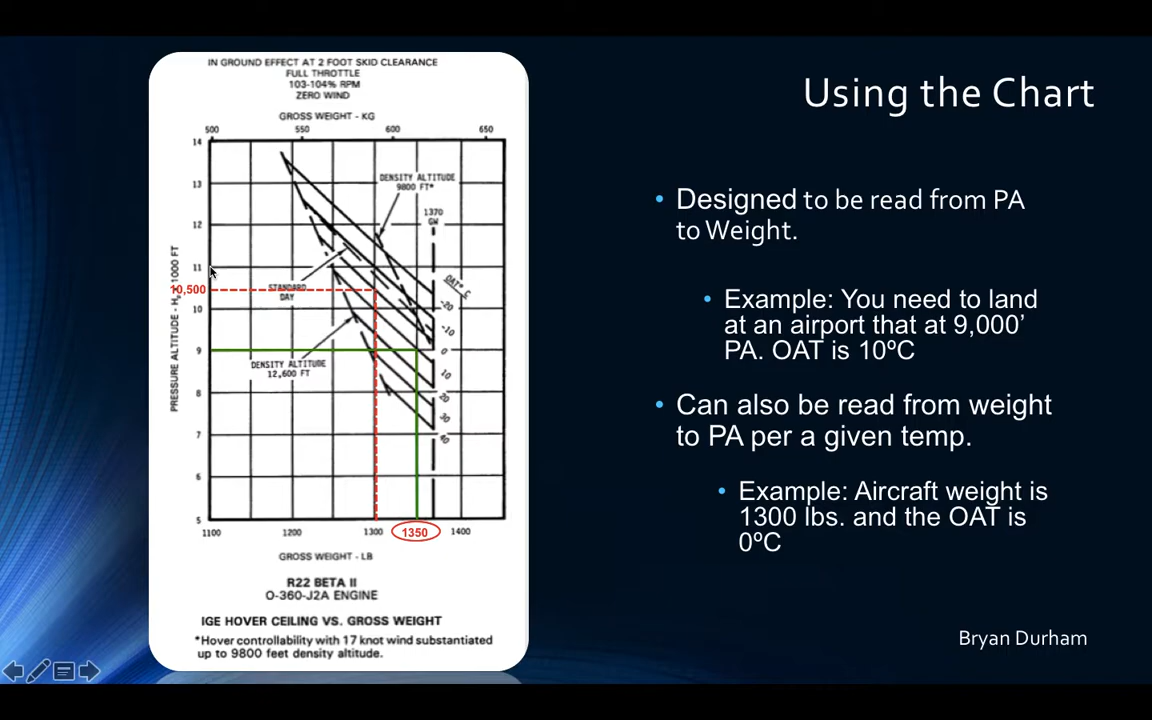 IN GROUND EFFECT AT 2 FOOT SKID CLEARANCE
FULL THROTTLE
103-104% RPM
ZERO WIND
GROSS WEIGHT - KG
500 550 600 650
14
13
12
11
10,500
10
9
8
7
6
5
PRESSURE ALTITUDE - 1000 FT
DENSITY ALTITUDE
9800 FT*
1370
GW
OAT °C
-20
-10
0
10
20
30
40
STANDARD
DAY
DENSITY ALTITUDE
12,600 FT
1100 1200 1300 1350 1400
GROSS WEIGHT - LB
R22 BETA II
O-360-J2A ENGINE
IGE HOVER CEILING VS. GROSS WEIGHT
*Hover controllability with 17 knot wind substantiated
up to 9800 feet density altitude.
Using the Chart
• Designed to be read from PA
to Weight.
• Example: You need to land
at an airport that at 9,000’
PA. OAT is 10ºC
• Can also be read from weight
to PA per a given temp.
• Example: Aircraft weight is
1300 lbs. and the OAT is
0ºC
Bryan Durham